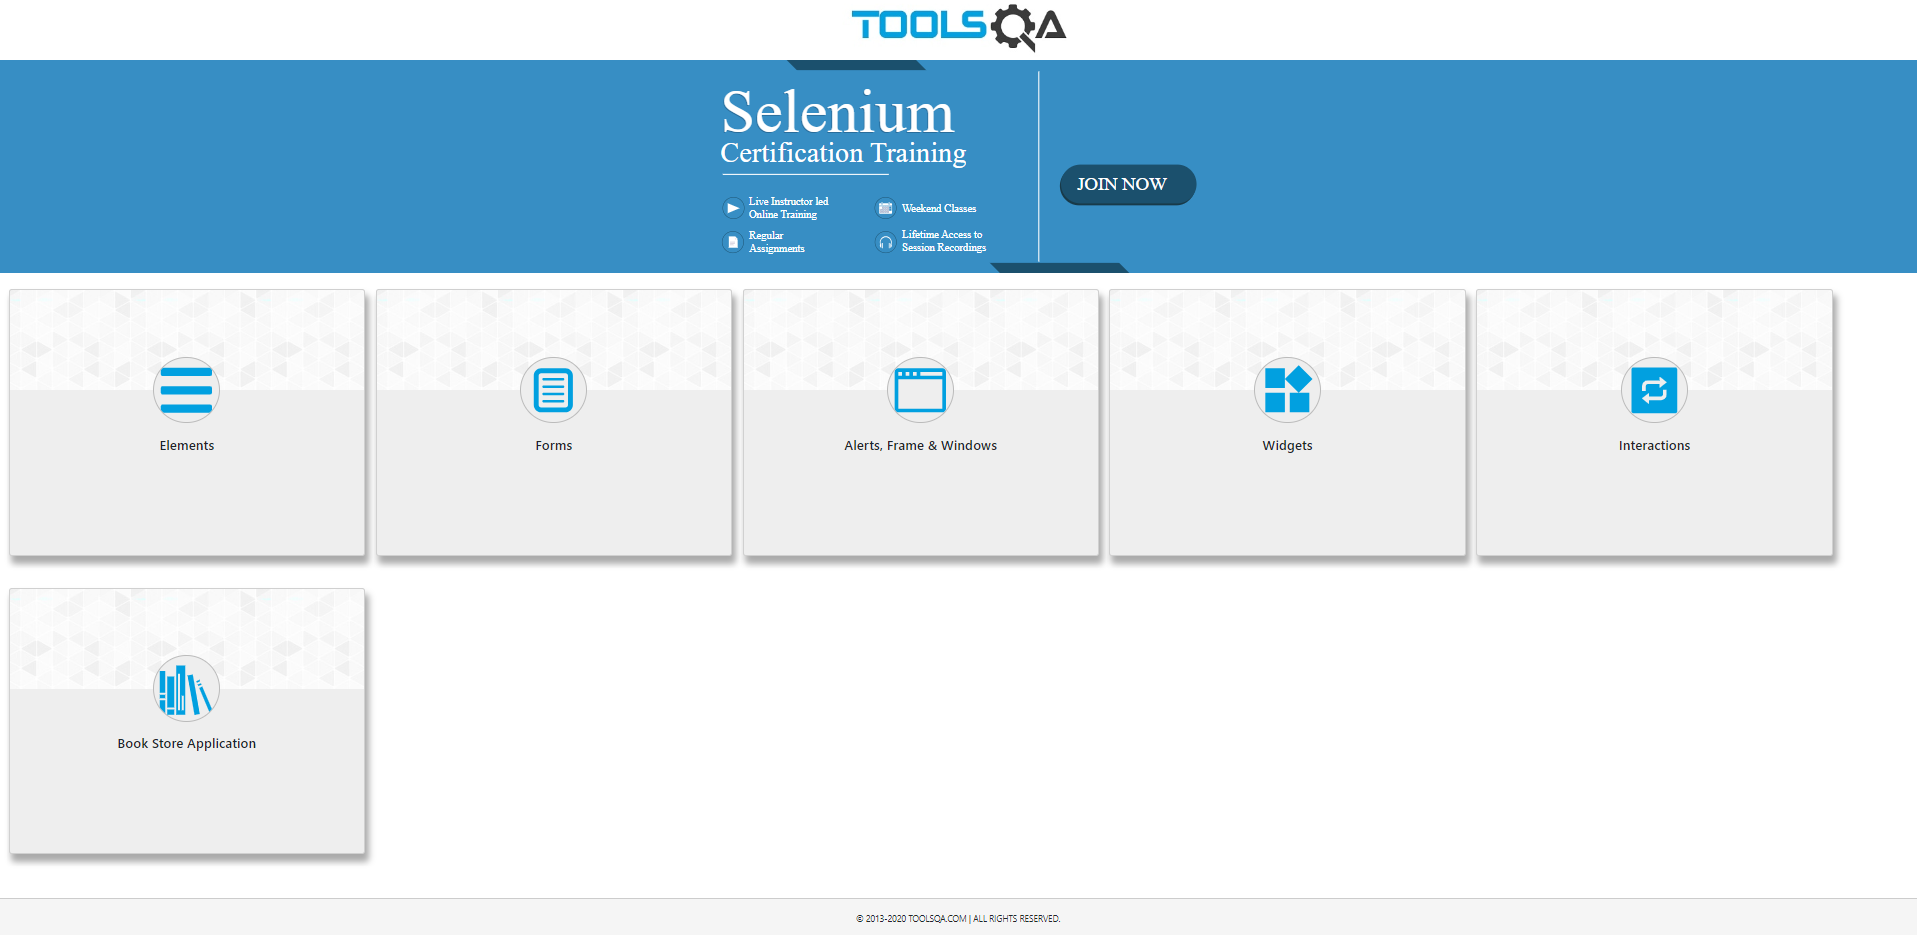 TOOLSQA
Selenium
Certification Training
JOIN NOW
Live Instructor led
Online Training
Weekend Classes
Regular
Assignments
Lifetime Access to
Session Recordings
Elements
Forms
Alerts, Frame & Windows
Widgets
Interactions
Book Store Application
© 2013-2020 TOOLSQA.COM | ALL RIGHTS RESERVED.